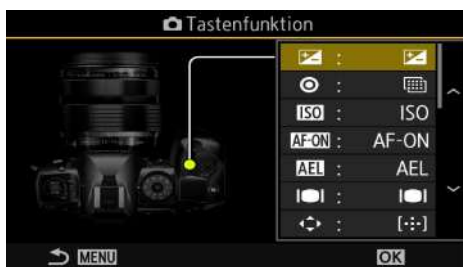 Tastenfunktion
:
:
ISO : ISO
AF-ON : AF-ON
AEL : AEL
:
:
MENU OK